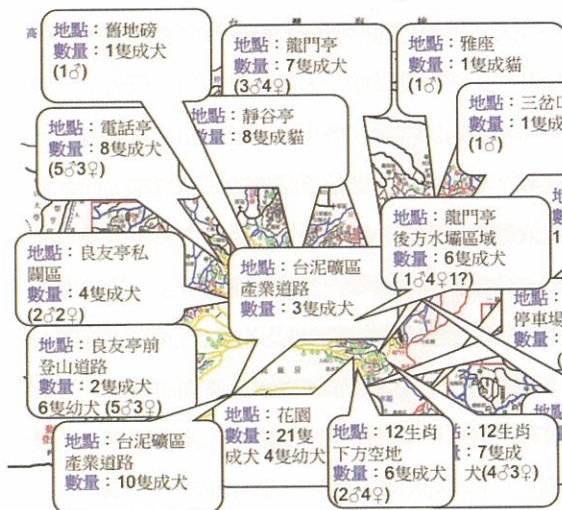 地點：舊地磅
數量：1隻成犬
(1♂)
地點：龍門亭
數量：7隻成犬
(3♂4♀)
地點：雅座
數量：1隻成貓
(1♂)
地點：三岔口
數量：1隻成
(1♂)
地點：電話亭
數量：8隻成犬
(5♂3♀)
地點：靜谷亭
數量：8隻成貓
地點：龍門亭
後方水壩區域
數量：6隻成犬
(1♂4♀1?)
地點：良友亭私
闢區
數量：4隻成犬
(2♂2♀)
地點：台泥礦區
產業道路
數量：3隻成犬
地點：
停車場
地點：良友亭前
登山道路
數量：2隻成犬
6隻幼犬 (5♂3♀)
地點：台泥礦區
產業道路
數量：10隻成犬
地點：花園
數量：21隻
成犬 4隻幼犬
地點：12生肖
下方空地
數量：6隻成犬
(2♂4♀)
：12生肖
：7隻成
犬(4♂3♀)